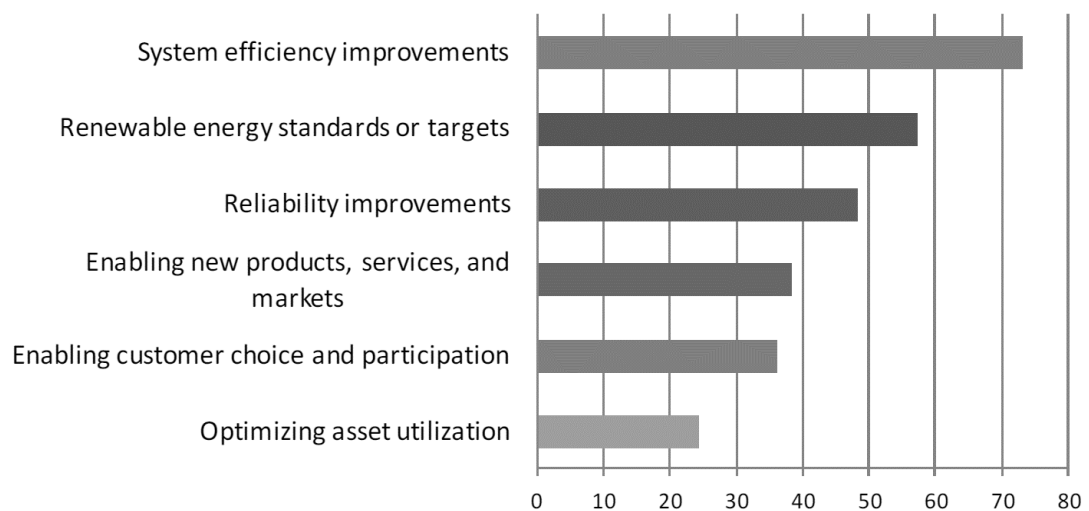 System efficiency improvements
Renewable energy standards or targets
Reliability improvements
Enabling new products, services, and
markets
Enabling customer choice and participation
Optimizing asset utilization
0 10 20 30 40 50 60 70 80